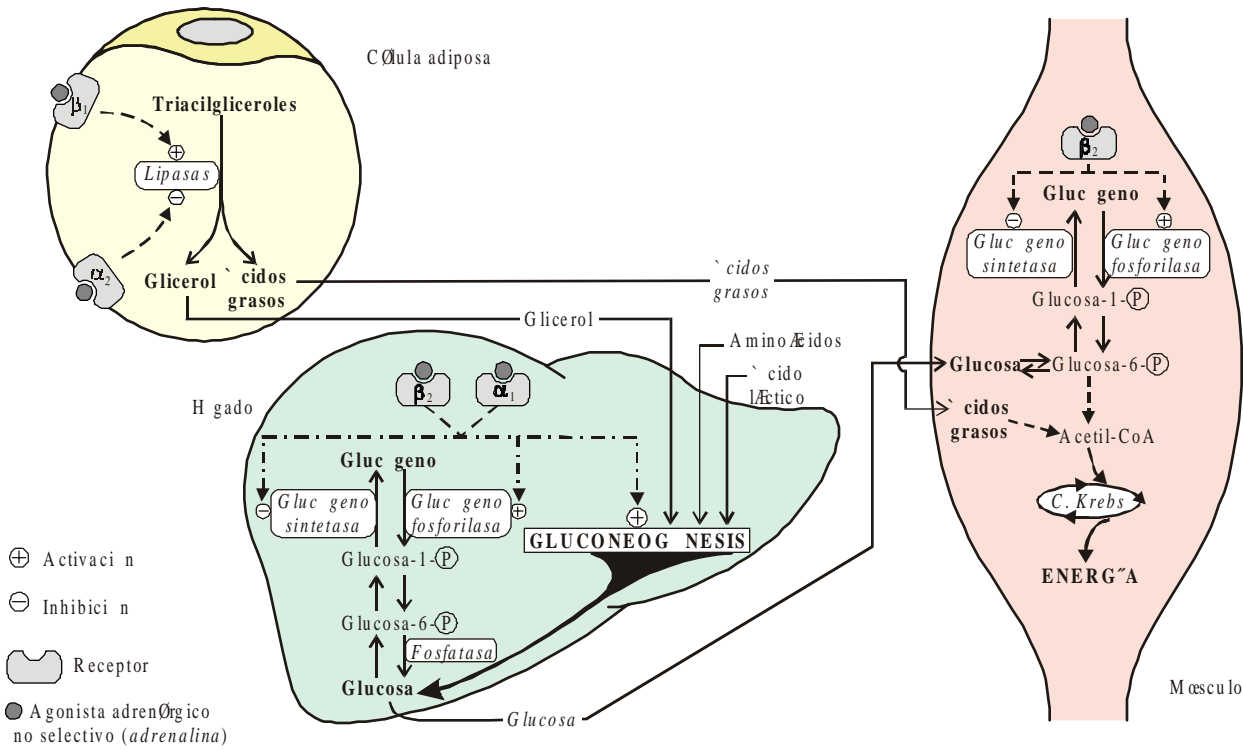 CØlula adiposa
β1
Triacilgliceroles
+
Lipasas
−
α2
Glicerol
` cidos
grasos
` cidos
grasos
Glicerol
AminoÆcidos
` cido
lÆctico
H gado
β2
α1
Gluc geno
−
Gluc geno
sintetasa
Gluc geno
fosforilasa
+
+
GLUCONEOG NESIS
Glucosa-1-P
Glucosa-6-P
Fosfatasa
Glucosa
Glucosa
+ Activaci n
− Inhibici n
Receptor
Agonista adrenØrgico
no selectivo (adrenalina)
β2
Gluc geno
−
+
Gluc geno
sintetasa
Gluc geno
fosforilasa
Glucosa-1-P
Glucosa
Glucosa-6-P
` cidos
grasos
Acetil-CoA
C. Krebs
ENERG˝A
Mœsculo